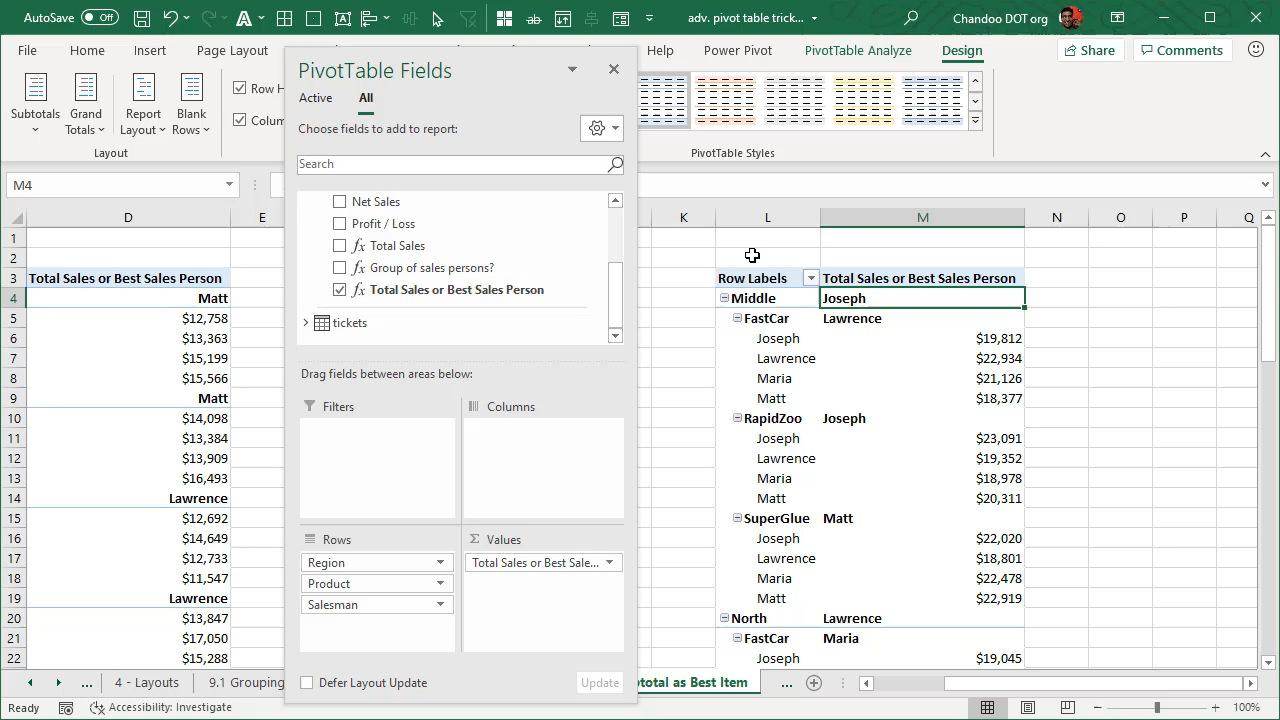 AutoSave Off
adv. pivot table trick...
Chandoo DOT org
File Home Insert Page Layout Help Power Pivot PivotTable Analyze Design Share Comments
Subtotals
Grand Totals
Report Layout
Blank Rows
Row H
Colum
Layout
PivotTable Styles
M4
PivotTable Fields
Active All
Choose fields to add to report:
Search
Net Sales
Profit / Loss
fx Total Sales
fx Group of sales persons?
fx Total Sales or Best Sales Person
tickets
Drag fields between areas below:
Filters Columns
Rows Values
Region Total Sales or Best Sale...
Product
Salesman
Defer Layout Update Update
D E K L M N O P Q
1
2
3 Total Sales or Best Sales Person Row Labels Total Sales or Best Sales Person
4 Matt Middle Joseph
5 $12,758 FastCar Lawrence
6 $13,363 Joseph $19,812
7 $15,199 Lawrence $22,934
8 $15,566 Maria $21,126
9 Matt Matt $18,377
10 $14,098 RapidZoo Joseph
11 $13,384 Joseph $23,091
12 $13,909 Lawrence $19,352
13 $16,493 Maria $18,978
14 Lawrence Matt $20,311
15 $12,692 SuperGlue Matt
16 $14,649 Joseph $22,020
17 $12,733 Lawrence $18,801
18 $11,547 Maria $22,478
19 Lawrence Matt $22,919
20 $13,847 North Lawrence
21 $17,050 FastCar Maria
22 $15,288 Joseph $19,045
... 4 - Layouts 9.1 Grouping total as Best Item ...
Ready Accessibility: Investigate 100%